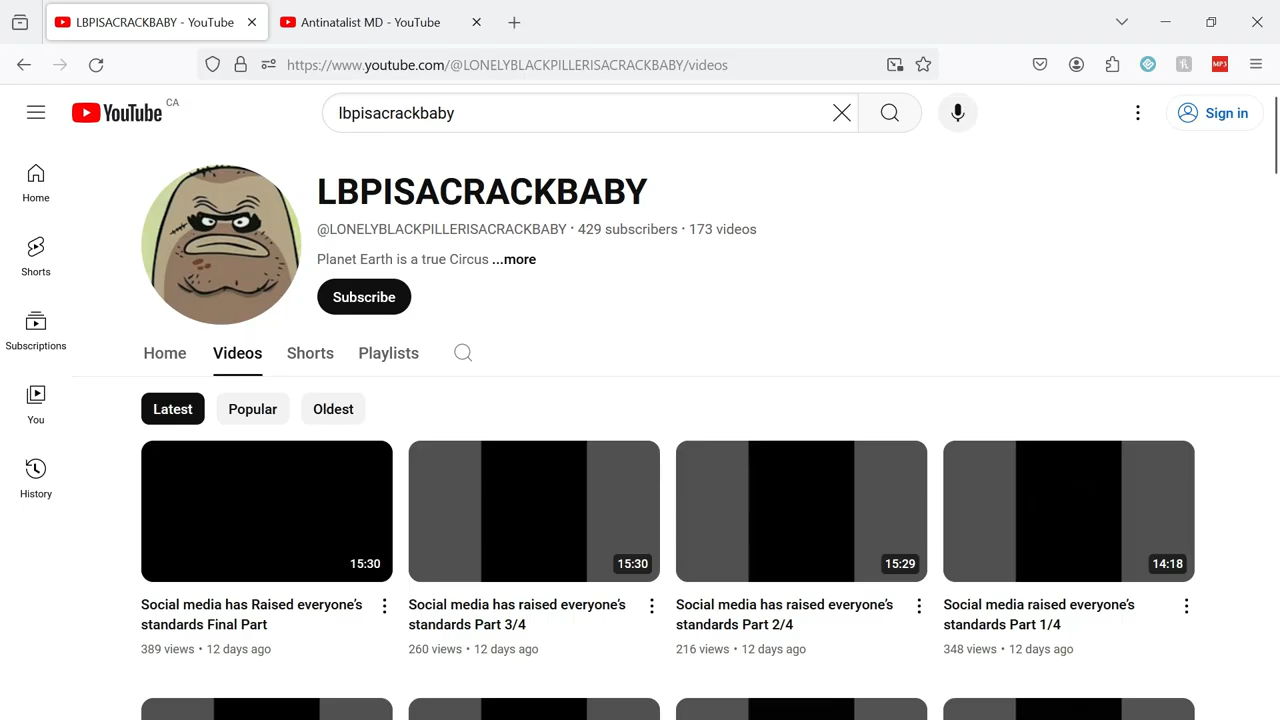 LBPISACRACKBABY - YouTube
Antinatalist MD - YouTube
https://www.youtube.com/@LONELYBLACKPILLERISACRACKBABY/videos
MP3
YouTube CA
lbpisacrackbaby
Sign in
Home
Shorts
Subscriptions
You
History
LBPISACRACKBABY
@LONELYBLACKPILLERISACRACKBABY · 429 subscribers · 173 videos
Planet Earth is a true Circus ...more
Subscribe
Home Videos Shorts Playlists
Latest Popular Oldest
15:30
15:30
15:29
14:18
Social media has Raised everyone’s
standards Final Part
389 views • 12 days ago
Social media has raised everyone’s
standards Part 3/4
260 views • 12 days ago
Social media has raised everyone’s
standards Part 2/4
216 views • 12 days ago
Social media raised everyone’s
standards Part 1/4
348 views • 12 days ago